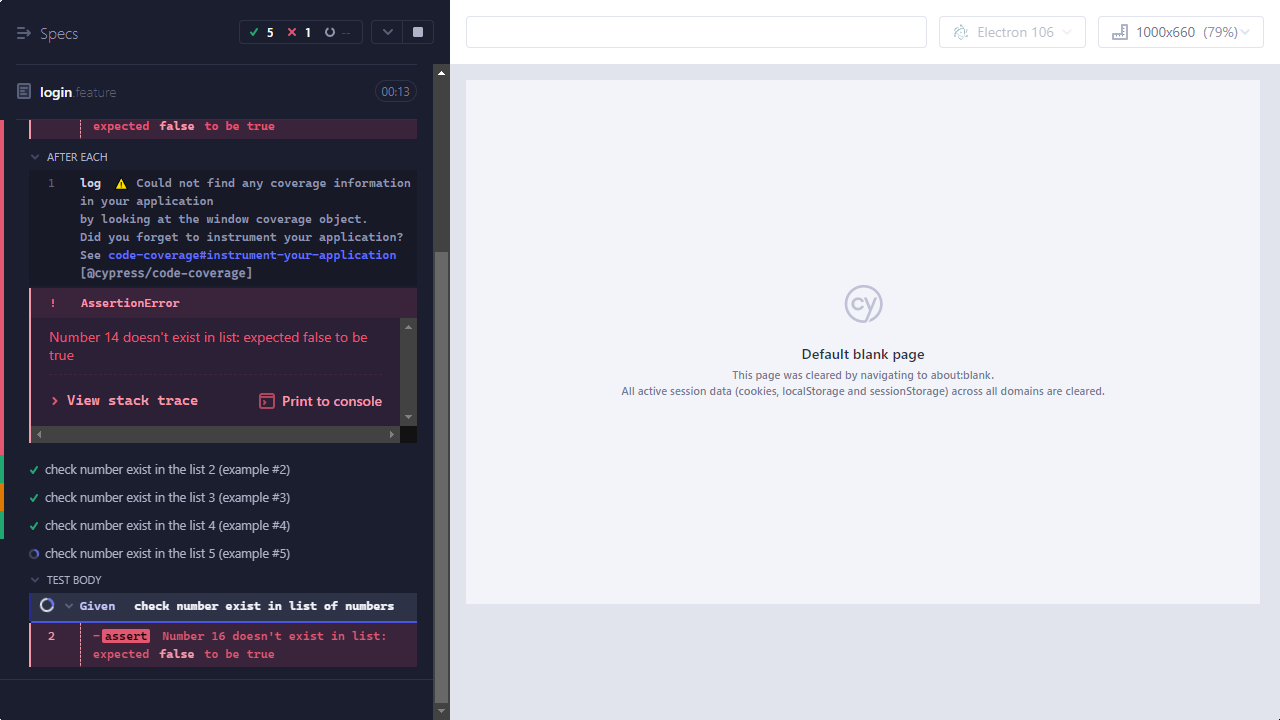 Specs
5 1 --
Electron 106
1000x660 (79%)
login.feature
00:13
expected false to be true
AFTER EACH
1 log ⚠ Could not find any coverage information
in your application
by looking at the window coverage object.
Did you forget to instrument your application?
See code-coverage#instrument-your-application
[@cypress/code-coverage]
! AssertionError
Number 14 doesn't exist in list: expected false to be
true
View stack trace
Print to console
check number exist in the list 2 (example #2)
check number exist in the list 3 (example #3)
check number exist in the list 4 (example #4)
check number exist in the list 5 (example #5)
TEST BODY
Given check number exist in list of numbers
2 -assert Number 16 doesn't exist in list:
expected false to be true
cy
Default blank page
This page was cleared by navigating to about:blank.
All active session data (cookies, localStorage and sessionStorage) across all domains are cleared.